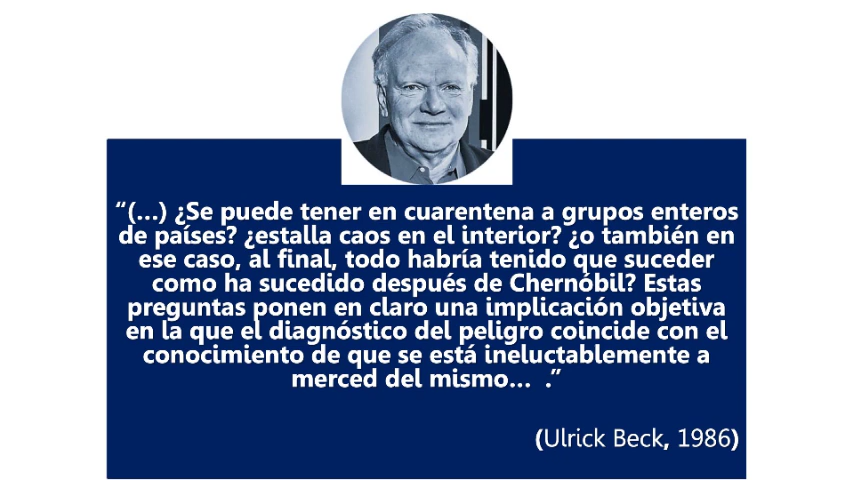 “(...) ¿Se puede tener en cuarentena a grupos enteros
de países? ¿estalla caos en el interior? ¿o también en
ese caso, al final, todo habría tenido que suceder
como ha sucedido después de Chernóbil? Estas
preguntas ponen en claro una implicación objetiva
en la que el diagnóstico del peligro coincide con el
conocimiento de que se está ineluctablemente a
merced del mismo... .”
(Ulrick Beck, 1986)